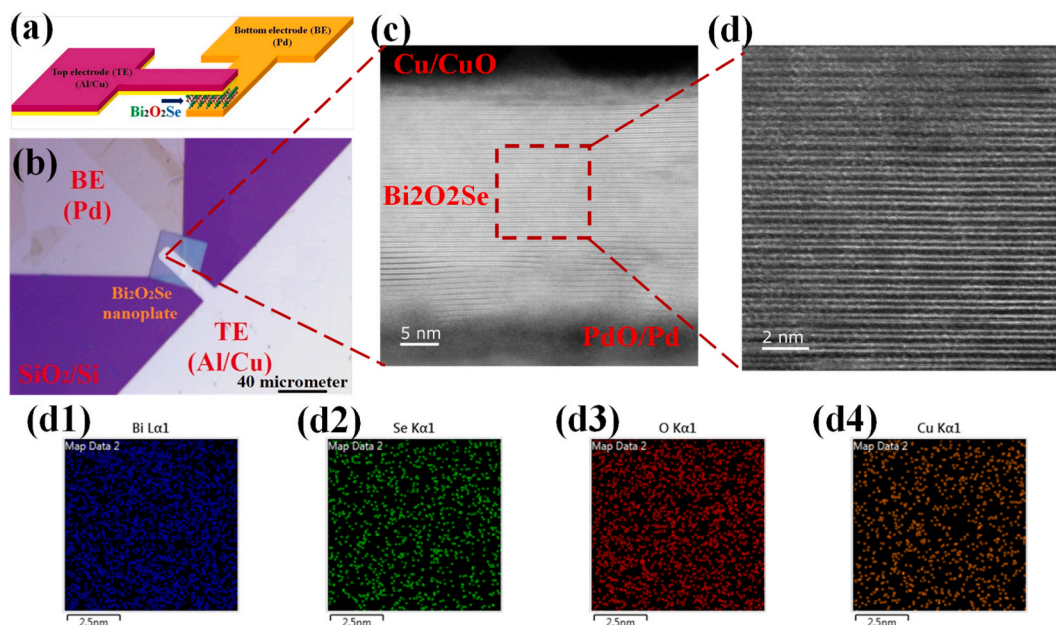 (a)
Bottom electrode (BE)
(Pd)
Top electrode (TE)
(Al/Cu)
Bi₂O₂Se
(b)
BE
(Pd)
Bi₂O₂Se
nanoplate
TE
(Al/Cu)
SiO₂/Si
40 micrometer
(c)
Cu/CuO
Bi2O2Se
5 nm
PdO/Pd
(d)
2 nm
(d1)
Bi Lα1
Map Data 2
2.5nm
(d2)
Se Kα1
Map Data 2
2.5nm
(d3)
O Kα1
Map Data 2
2.5nm
(d4)
Cu Kα1
Map Data 2
2.5nm